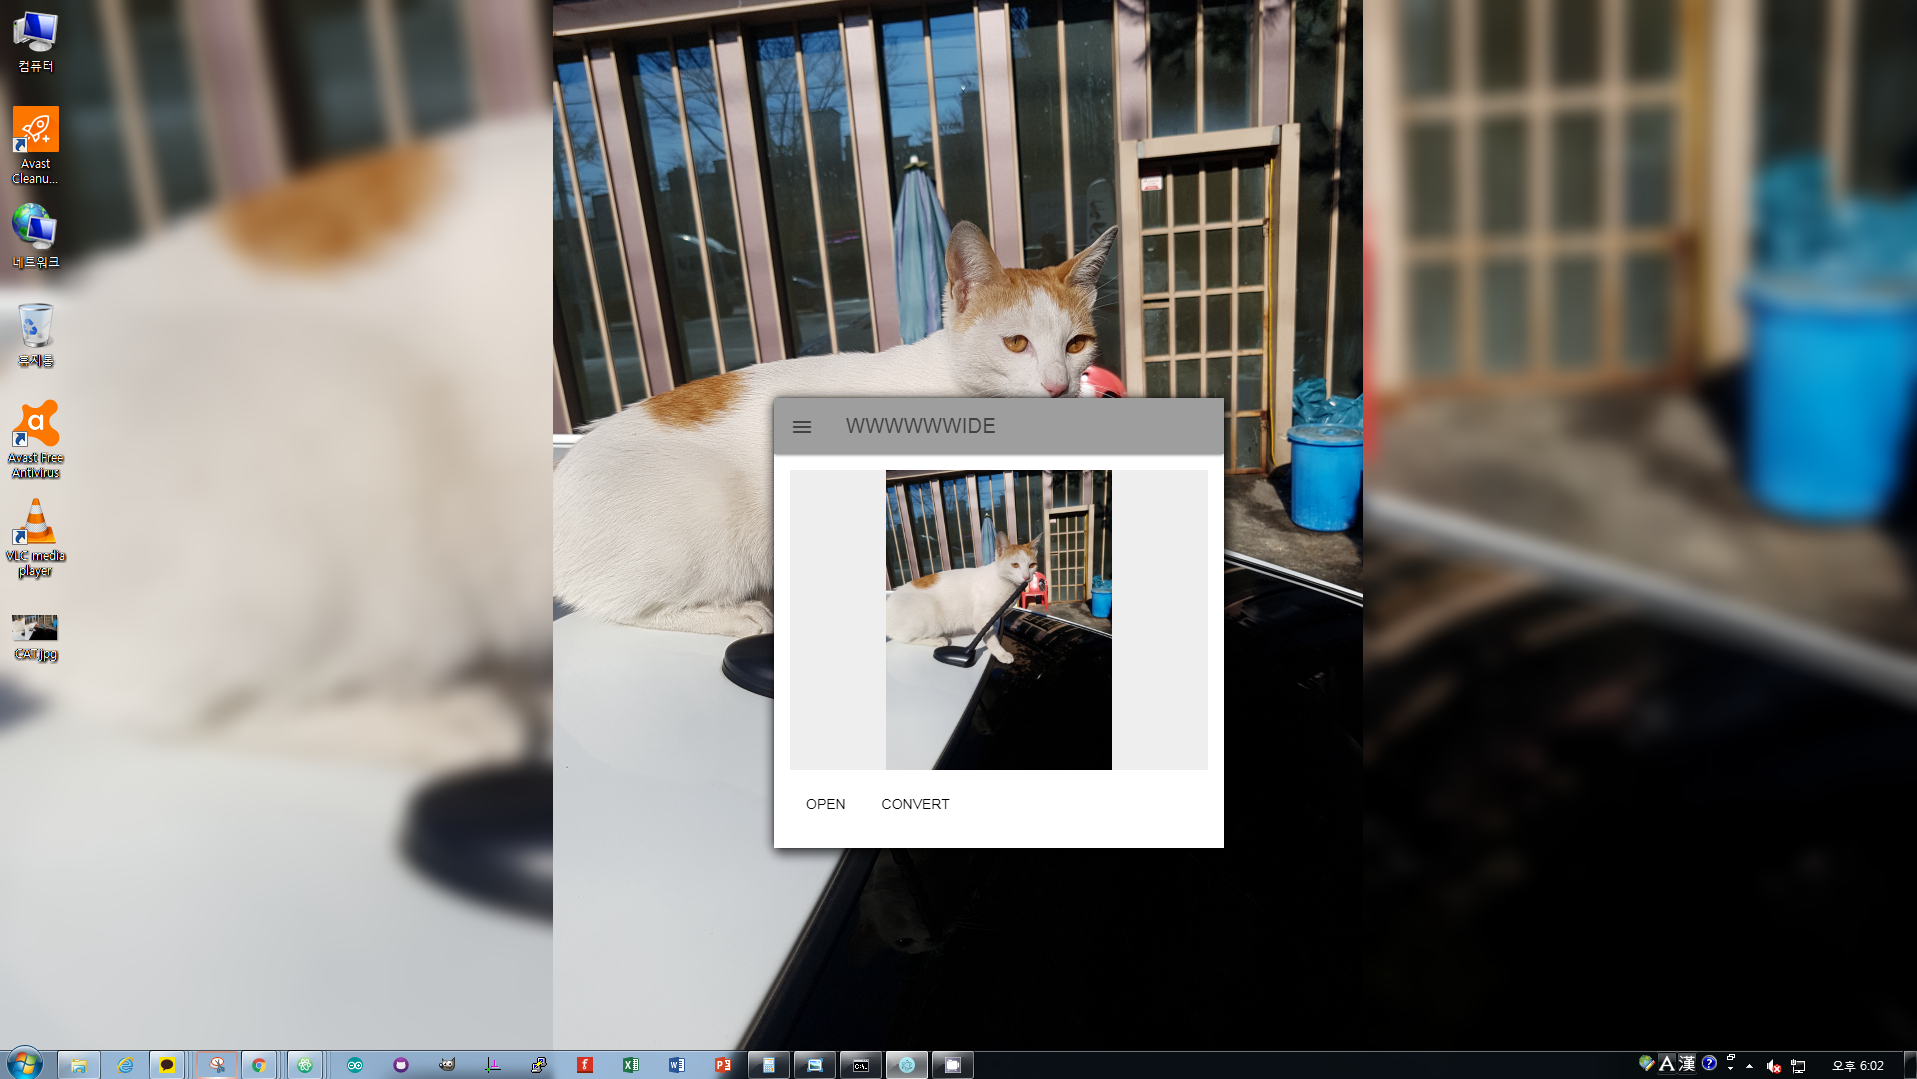 컴퓨터
Avast
Cleanu...
네트워크
휴지통
Avast Free
Antivirus
VLC media
player
CAT.jpg
WWWWWWIDE
OPEN
CONVERT
A 漢
오후 6:02